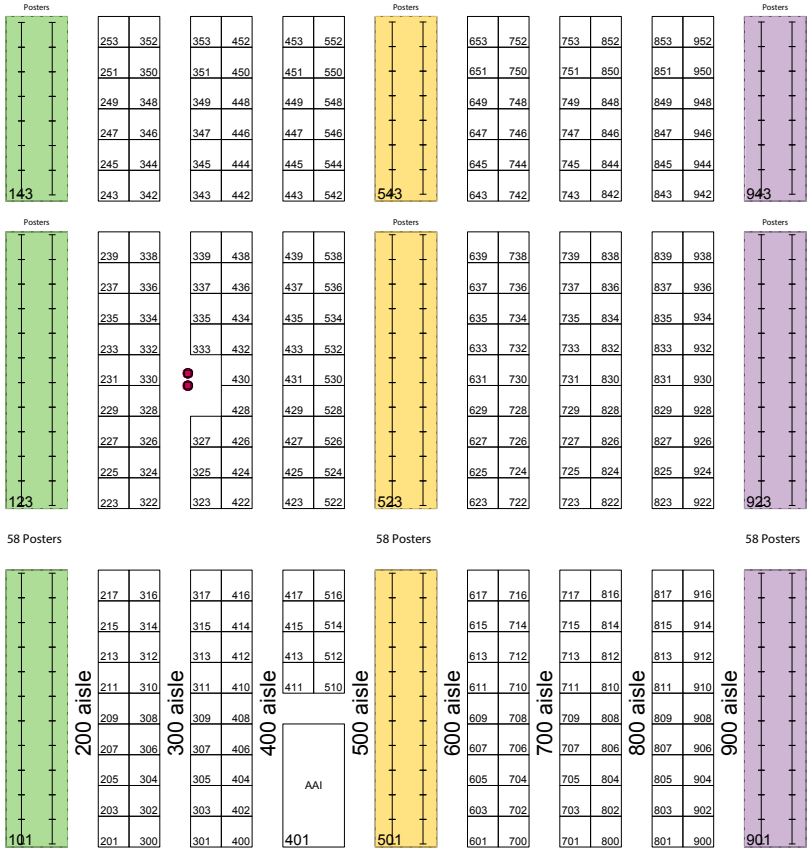 Posters Posters Posters
253 352 353 452 453 552 653 752 753 852 853 952
251 350 351 450 451 550 651 750 751 850 851 950
249 348 349 448 449 548 649 748 749 848 849 948
247 346 347 446 447 546 647 746 747 846 847 946
245 344 345 444 445 544 645 744 745 844 845 944
143 243 342 343 442 443 542 543 643 742 743 842 843 942 943
Posters Posters Posters
239 338 339 438 439 538 639 738 739 838 839 938
237 336 337 436 437 536 637 736 737 836 837 936
235 334 335 434 435 534 635 734 735 834 835 934
233 332 333 432 433 532 633 732 733 832 833 932
231 330 430 431 530 631 730 731 830 831 930
229 328 428 429 528 629 728 729 828 829 928
227 326 327 426 427 526 627 726 727 826 827 926
225 324 325 424 425 524 625 724 725 824 825 924
123 223 322 323 422 423 522 523 623 722 723 822 823 922 923
58 Posters 58 Posters 58 Posters
217 316 317 416 417 516 617 716 717 816 817 916
215 314 315 414 415 514 615 714 715 814 815 914
213 312 313 412 413 512 613 712 713 812 813 912
211 310 311 410 411 510 611 710 711 810 811 910
209 308 309 408 609 708 709 808 809 908
200 aisle 300 aisle 400 aisle 500 aisle 600 aisle 700 aisle 800 aisle 900 aisle
207 306 307 406 607 706 707 806 807 906
205 304 305 404 AAI 605 704 705 804 805 904
203 302 303 402 603 702 703 802 803 902
101 201 300 301 400 401 501 601 700 701 800 801 900 901